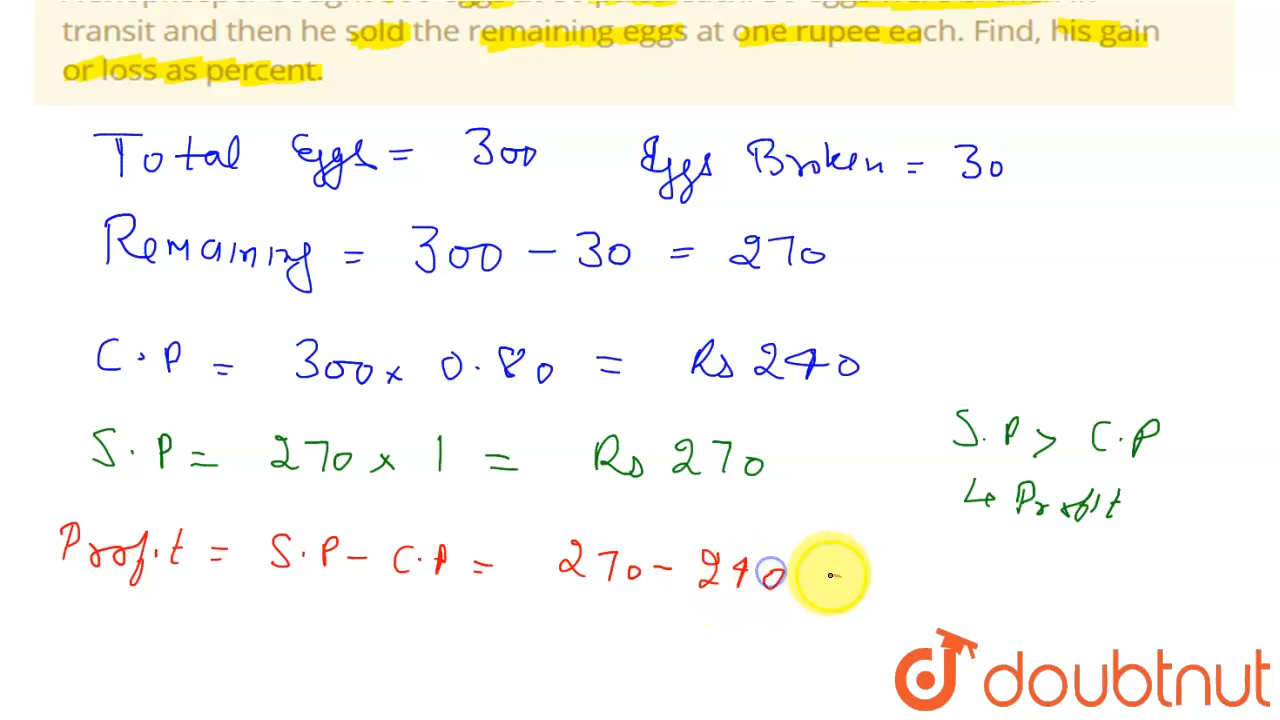 transit and then he sold the remaining eggs at one rupee each. Find, his gain
or loss as percent.
Total Eggs = 300 Eggs Broken = 30
Remaining = 300 - 30 = 270
C.P = 300 x 0.80 = Rs 240
S.P = 270 x 1 = Rs 270
S.P > C.P
↳ Profit
Profit = S.P - C.P = 270 - 240
doubtnut